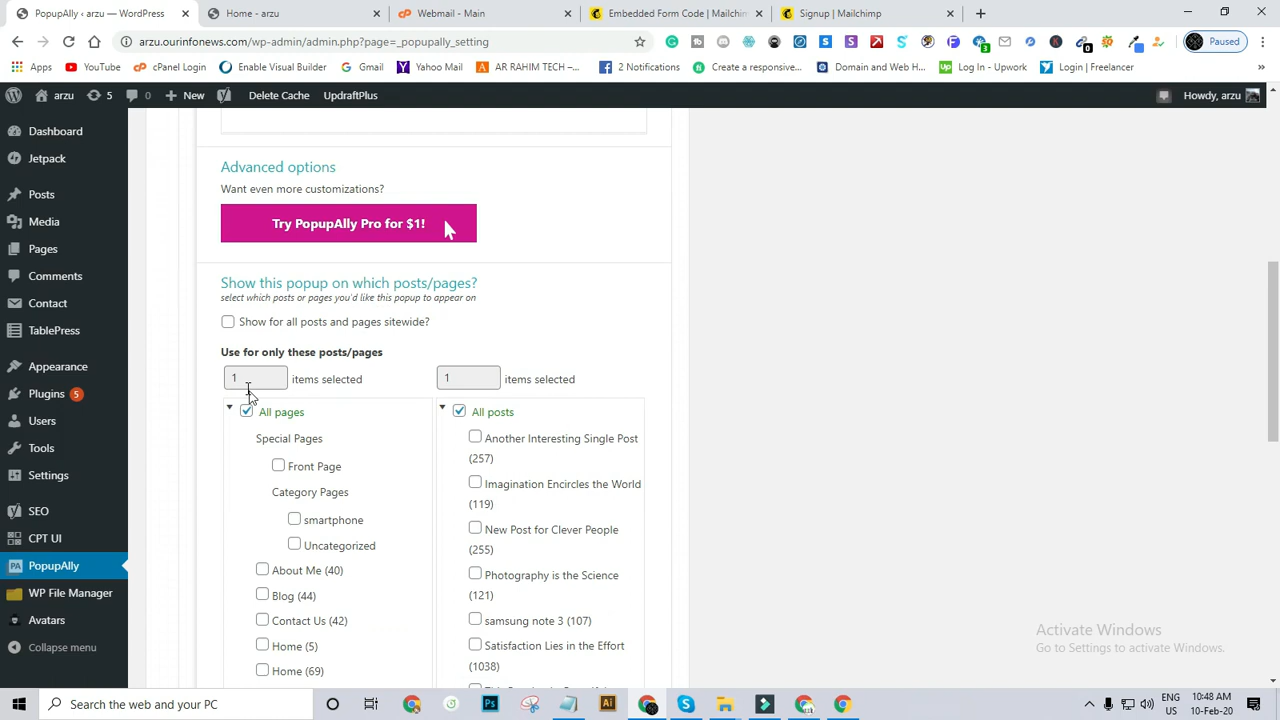 PopupAlly — WordPress
Home - arzu
Webmail - Main
Embedded Form Code | Mailchim
Signup | Mailchimp
arzu.ourinfonews.com/wp-admin/admin.php?page=_popupally_setting
Paused
Apps
YouTube
cPanel Login
Enable Visual Builder
Gmail
Yahoo Mail
AR RAHIM TECH –...
2 Notifications
Create a responsive...
Domain and Web H...
Log In - Upwork
Login | Freelancer
arzu
5
0
New
Delete Cache
UpdraftPlus
Howdy, arzu
Dashboard
Jetpack
Posts
Media
Pages
Comments
Contact
TablePress
Appearance
Plugins 5
Users
Tools
Settings
SEO
CPT UI
PopupAlly
WP File Manager
Avatars
Collapse menu
Advanced options
Want even more customizations?
Try PopupAlly Pro for $1!
Show this popup on which posts/pages?
select which posts or pages you'd like this popup to appear on
Show for all posts and pages sitewide?
Use for only these posts/pages
1 items selected
1 items selected
All pages
Special Pages
Front Page
Category Pages
smartphone
Uncategorized
About Me (40)
Blog (44)
Contact Us (42)
Home (5)
Home (69)
All posts
Another Interesting Single Post
(257)
Imagination Encircles the World
(119)
New Post for Clever People
(255)
Photography is the Science
(121)
samsung note 3 (107)
Satisfaction Lies in the Effort
(1038)
Activate Windows
Go to Settings to activate Windows.
Search the web and your PC
ENG
US
10:48 AM
10-Feb-20